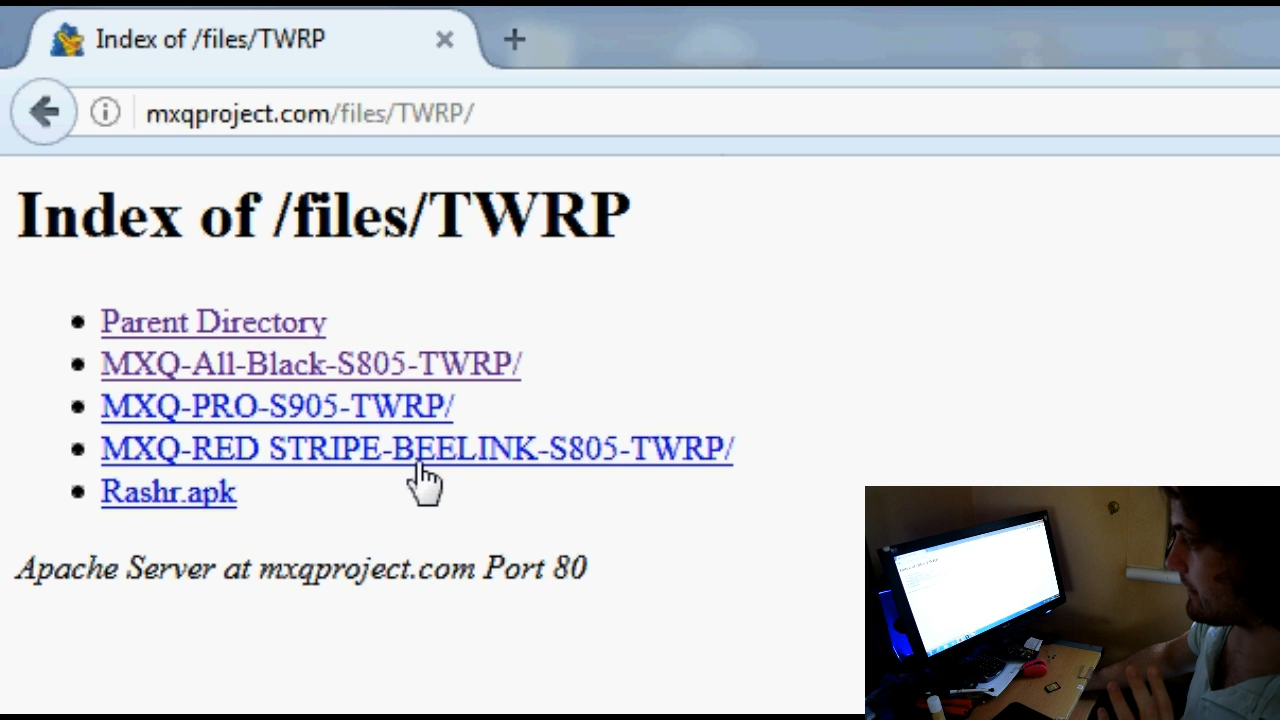 Index of /files/TWRP
mxqproject.com/files/TWRP/
Index of /files/TWRP
Parent Directory
MXQ-All-Black-S805-TWRP/
MXQ-PRO-S905-TWRP/
MXQ-RED STRIPE-BEELINK-S805-TWRP/
Rashr.apk
Apache Server at mxqproject.com Port 80